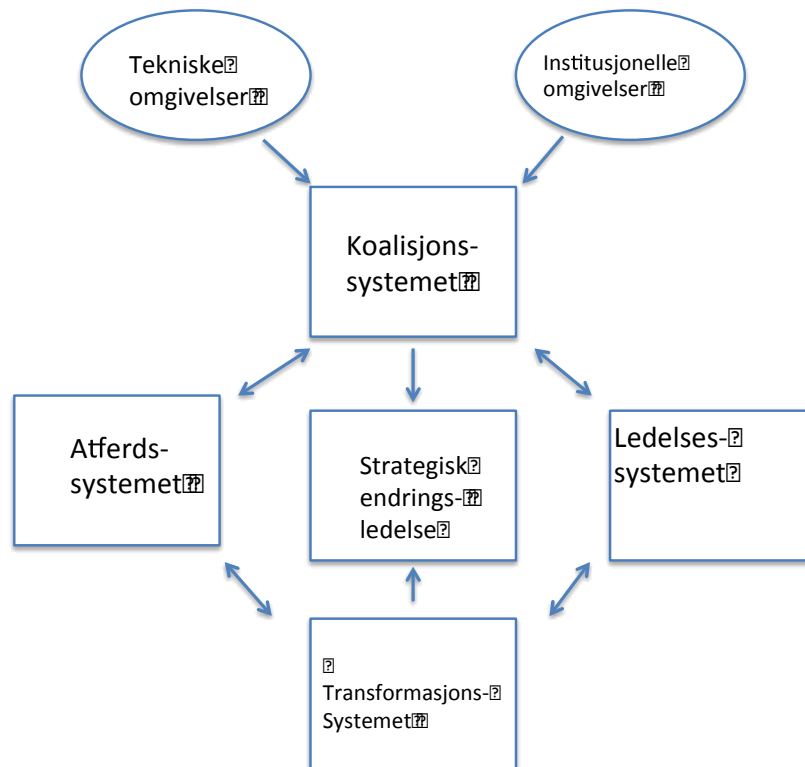 Tekniske
omgivelser
Institusjonelle
omgivelser
Koalisjons-
systemet
Atferds-
systemet
Strategisk
endrings-
ledelse
Ledelses-
systemet
Transformasjons-
Systemet